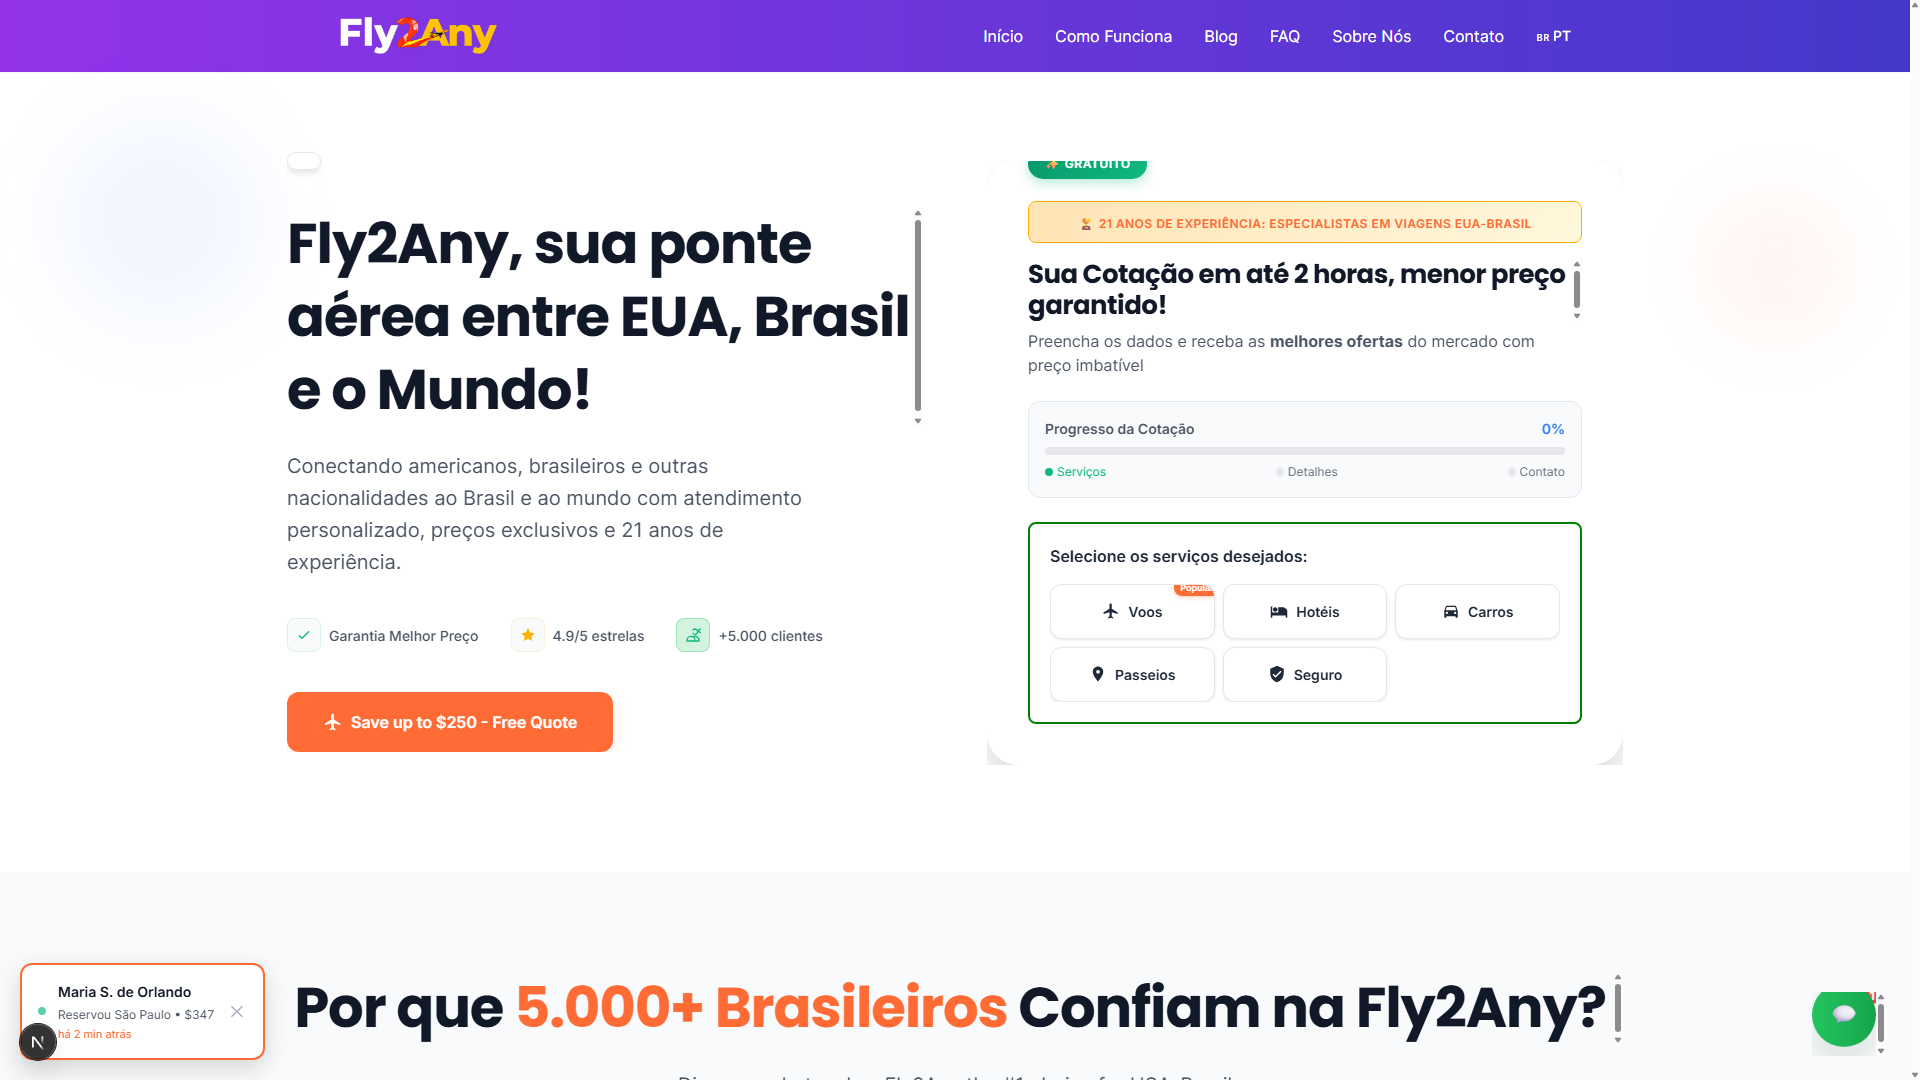 Fly2Any
Início
Como Funciona
Blog
FAQ
Sobre Nós
Contato
BR PT
Fly2Any, sua ponte
aérea entre EUA, Brasil
e o Mundo!
Conectando americanos, brasileiros e outras
nacionalidades ao Brasil e ao mundo com atendimento
personalizado, preços exclusivos e 21 anos de
experiência.
Garantia Melhor Preço
4.9/5 estrelas
+5.000 clientes
Save up to $250 - Free Quote
GRATUITO
21 ANOS DE EXPERIÊNCIA: ESPECIALISTAS EM VIAGENS EUA-BRASIL
Sua Cotação em até 2 horas, menor preço
garantido!
Preencha os dados e receba as melhores ofertas do mercado com
preço imbatível
Progresso da Cotação
0%
Serviços
Detalhes
Contato
Selecione os serviços desejados:
Popular
Voos
Hotéis
Carros
Passeios
Seguro
Por que 5.000+ Brasileiros Confiam na Fly2Any?
Maria S. de Orlando
Reservou São Paulo • $347
há 2 min atrás
N